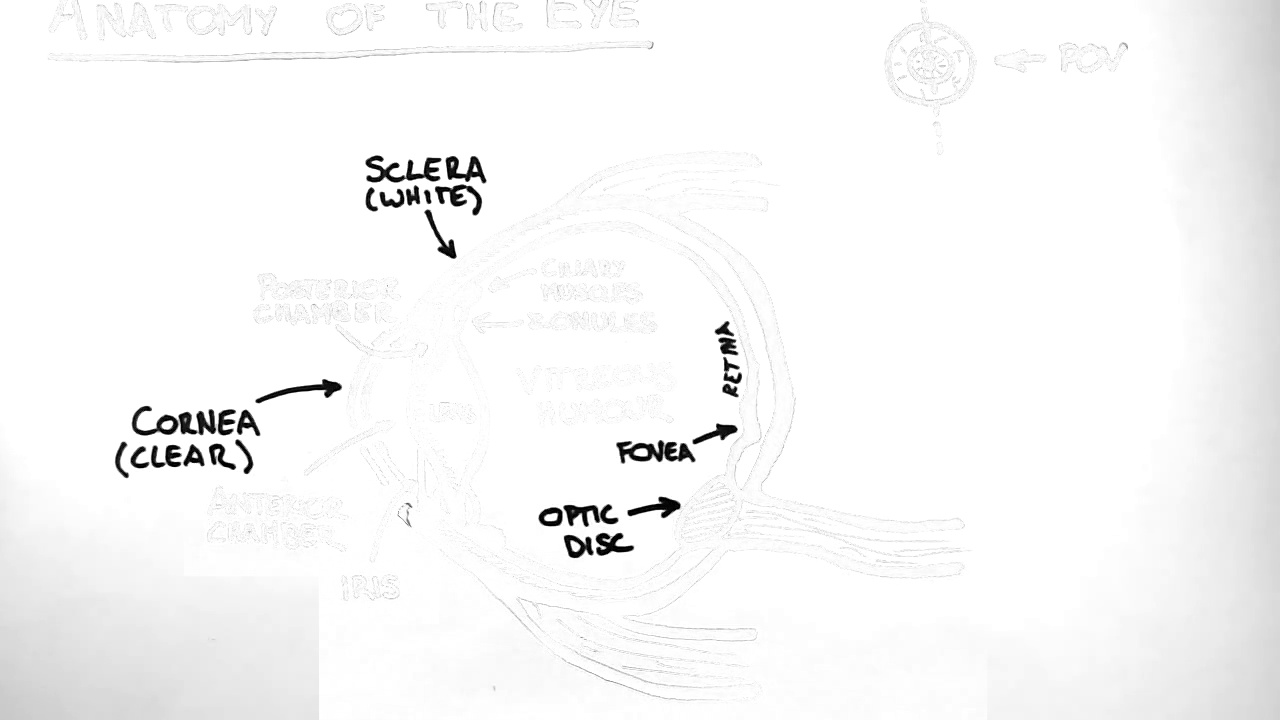 ANATOMY OF THE EYE
POV
SCLERA
(WHITE)
POSTERIOR
CHAMBER
CILIARY
MUSCLES
ZONULES
RETINA
CORNEA
(CLEAR)
LENS
VITREOUS
HUMOUR
FOVEA
ANTERIOR
CHAMBER
OPTIC
DISC
IRIS